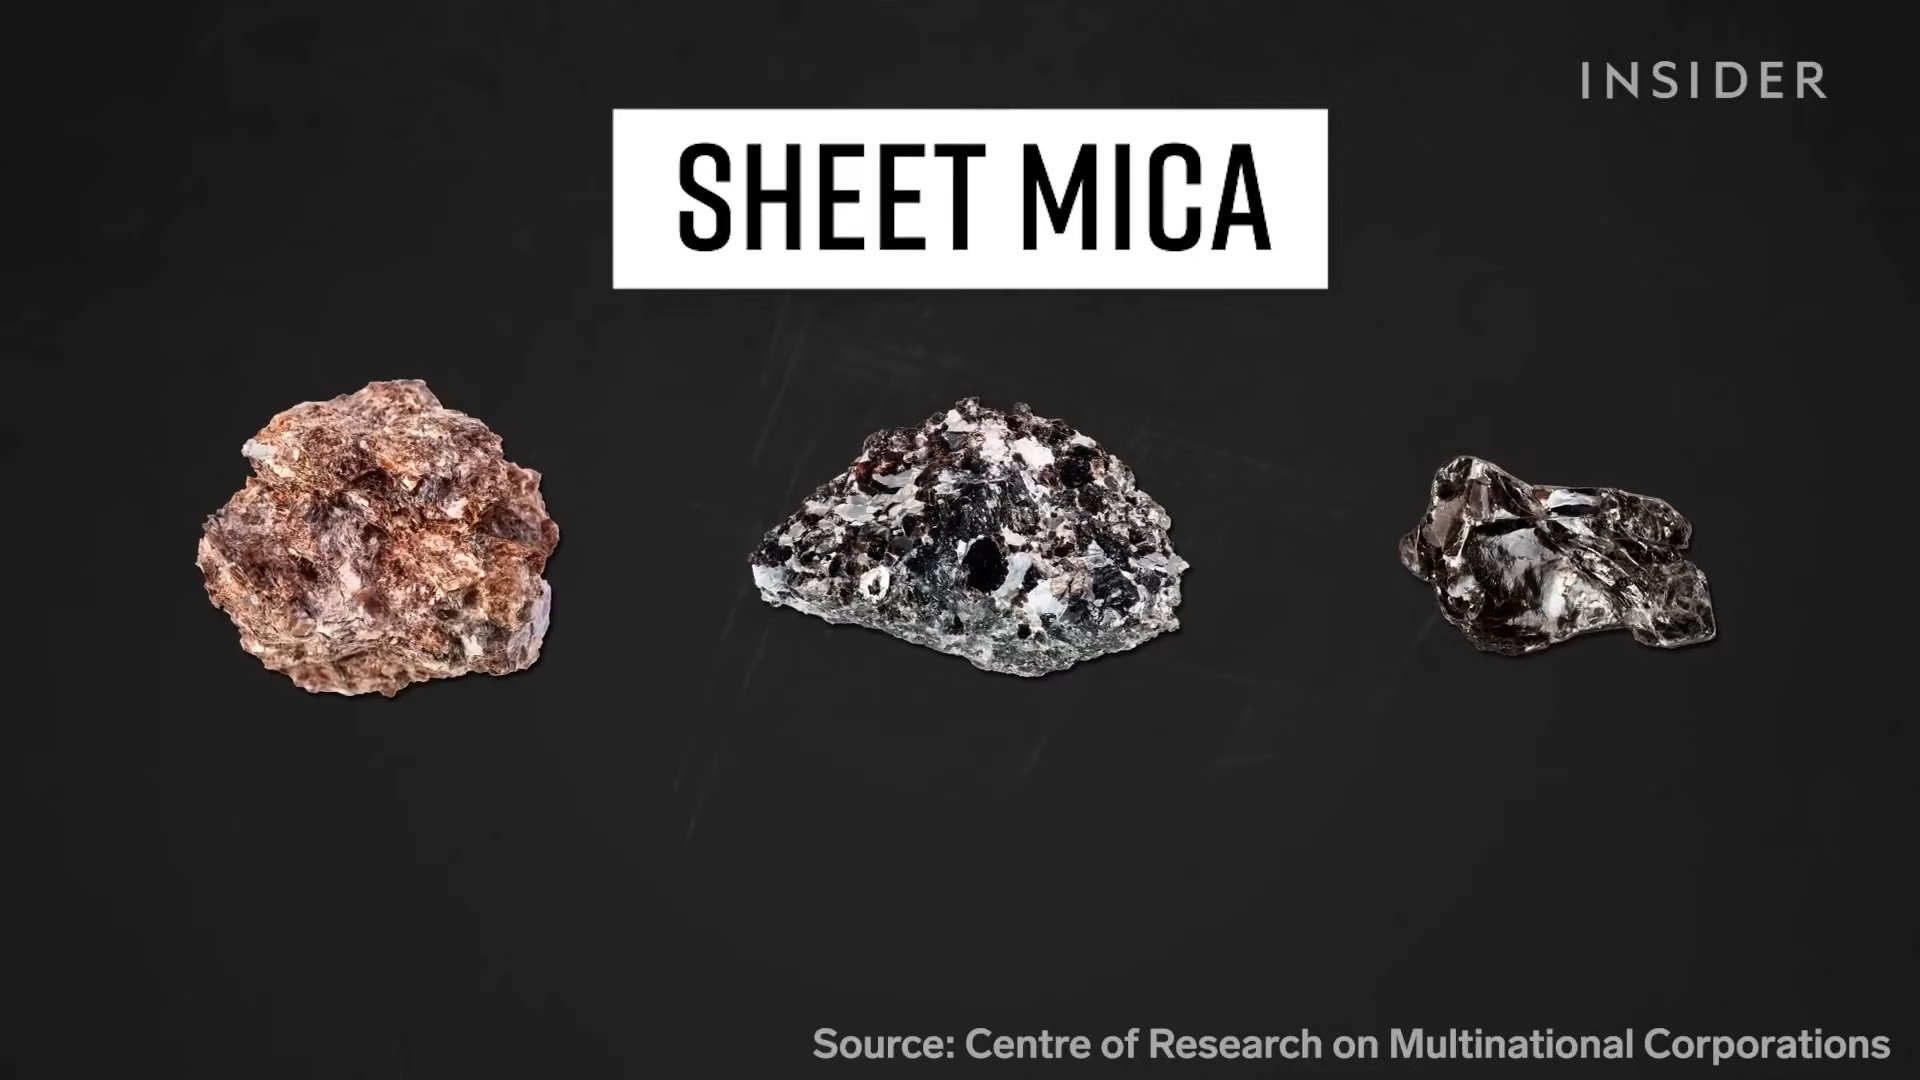 INSIDER
SHEET MICA
Source: Centre of Research on Multinational Corporations